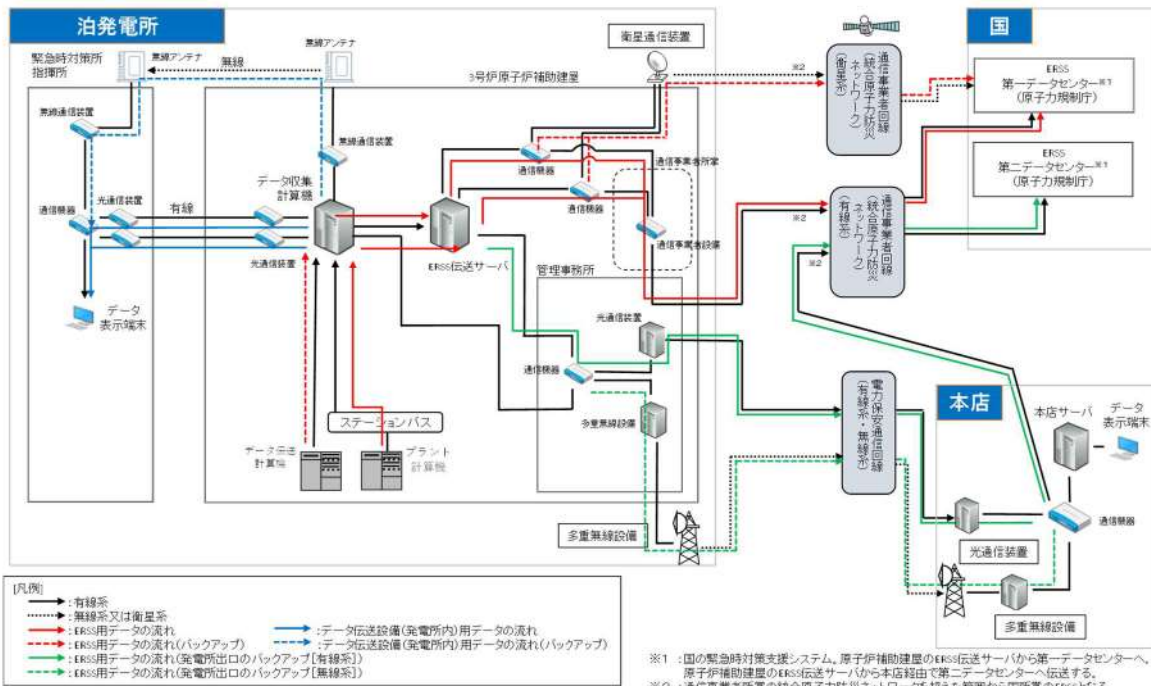 泊発電所
緊急時対策所
指揮所
無線アンテナ
無線
無線アンテナ
3号炉原子炉補助建屋
衛星通信装置
無線通信装置
無線通信装置
データ収集
計算機
通信機器
光通信装置
有線
光通信装置
ERSS伝送サーバ
データ
表示端末
通信機器
通信機器
通信事業者所掌
通信事業者設備
管理事務所
光通信装置
通信機器
多重無線設備
ステーションバス
データ伝送
計算機
プラント
計算機
多重無線設備
※2
通信事業者回線
(統合原子力防災
ネットワーク)
(衛星系)
※2
※2
通信事業者回線
(統合原子力防災
ネットワーク)
(有線系)
電力保安通信回線
(有線系・無線系)
国
ERSS
第一データセンター※1
(原子力規制庁)
ERSS
第二データセンター※1
(原子力規制庁)
本店
本店サーバ
データ
表示端末
通信機器
光通信装置
多重無線設備
[凡例]
:有線系
:無線系又は衛星系
:ERSS用データの流れ
:データ伝送設備(発電所内)用データの流れ
:ERSS用データの流れ(バックアップ)
:データ伝送設備(発電所内)用データの流れ(バックアップ)
:ERSS用データの流れ(発電所出口のバックアップ[有線系])
:ERSS用データの流れ(発電所出口のバックアップ[無線系])
※1 :国の緊急時対策支援システム。原子炉補助建屋のERSS伝送サーバから第一データセンターへ、
原子炉補助建屋のERSS伝送サーバから本店経由で第二データセンターへ伝送する。